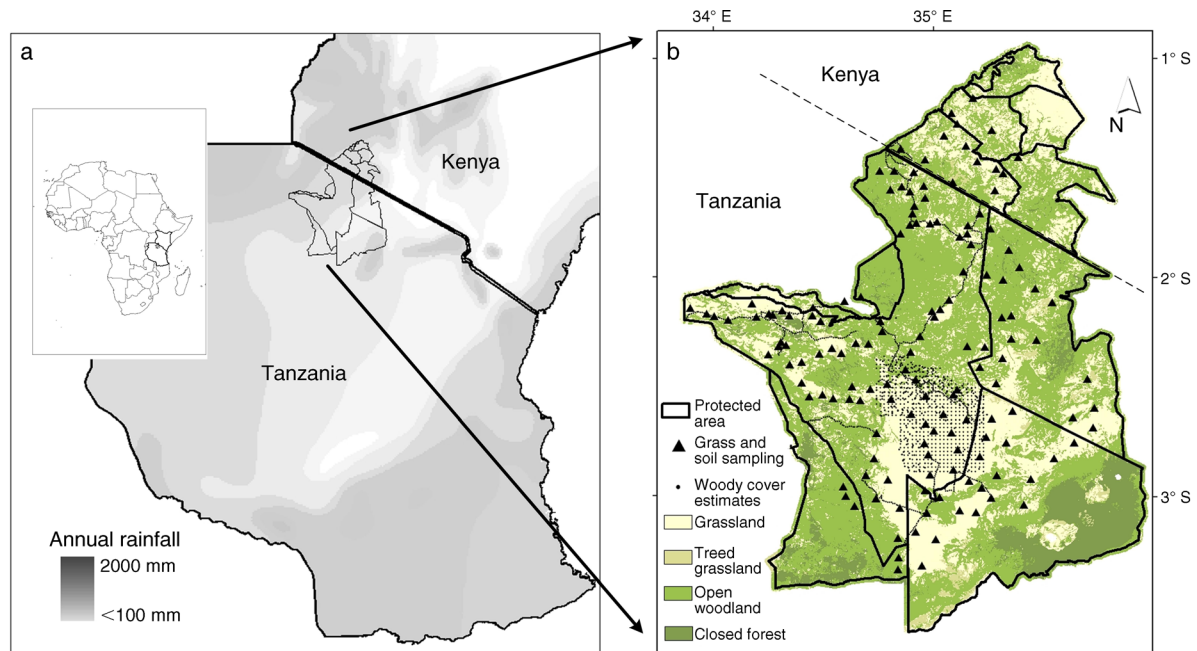 a
Kenya
Tanzania
Annual rainfall
2000 mm
<100 mm
34° E
35° E
b
Kenya
1° S
N
Tanzania
2° S
3° S
Protected
area
Grass and
soil sampling
Woody cover
estimates
Grassland
Treed
grassland
Open
woodland
Closed forest